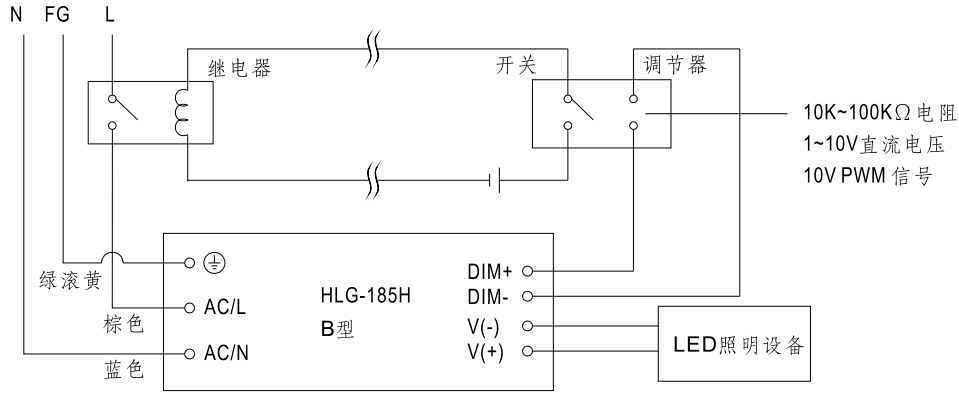 N FG L
继电器
开关
调节器
10K~100KΩ电阻
1~10V直流电压
10V PWM 信号
绿滚黄
棕色
蓝色
AC/L
AC/N
HLG-185H
B型
DIM+
DIM-
V(-)
V(+)
LED照明设备